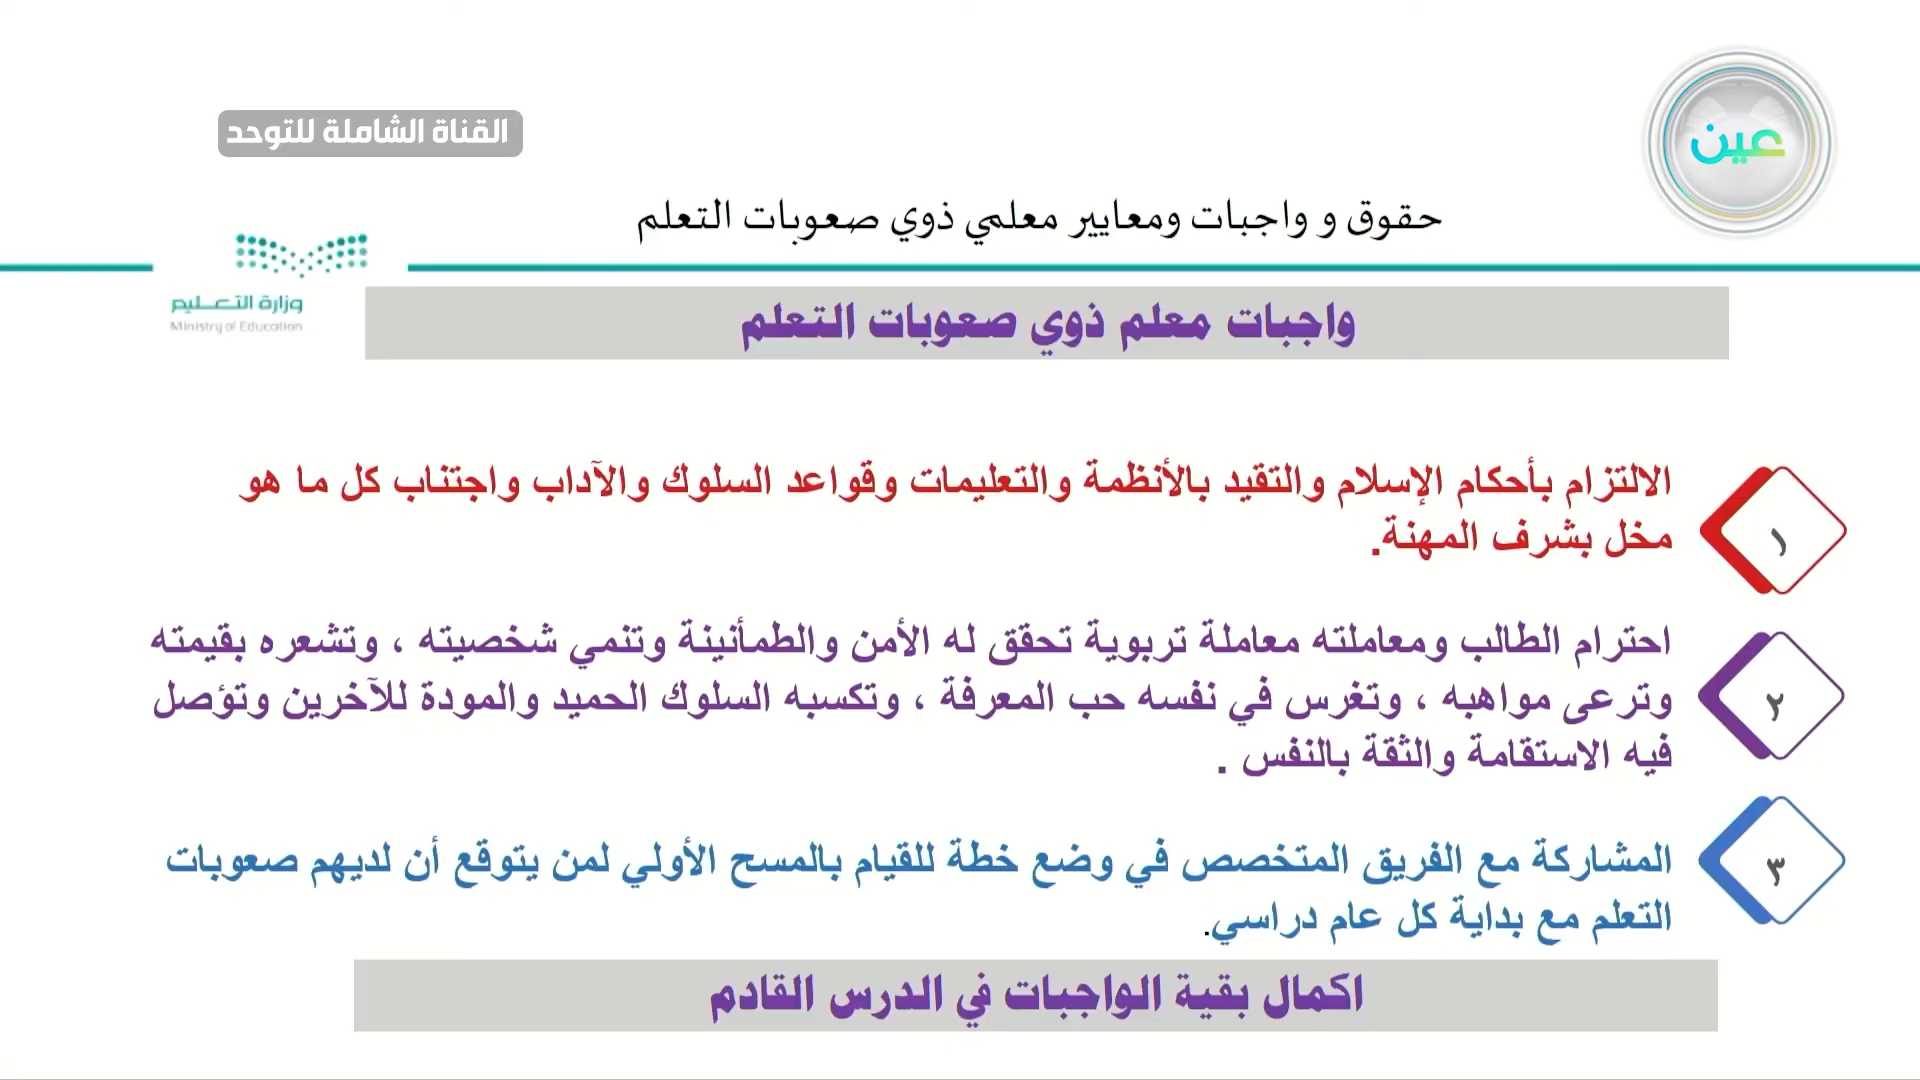 عين
القناة الشاملة للتوحد
حقوق و واجبات ومعايير معلمي ذوي صعوبات التعلم
وزارة التعليم
Ministry of Education
واجبات معلم ذوي صعوبات التعلم
١
الالتزام بأحكام الإسلام والتقيد بالأنظمة والتعليمات وقواعد السلوك والآداب واجتناب كل ما هو
مخل بشرف المهنة.
٢
احترام الطالب ومعاملته معاملة تربوية تحقق له الأمن والطمأنينة وتنمي شخصيته ، وتشعره بقيمته
وترعى مواهبه ، وتغرس في نفسه حب المعرفة ، وتكسبه السلوك الحميد والمودة للآخرين وتؤصل
فيه الاستقامة والثقة بالنفس .
٣
المشاركة مع الفريق المتخصص في وضع خطة للقيام بالمسح الأولي لمن يتوقع أن لديهم صعوبات
التعلم مع بداية كل عام دراسي.
اكمال بقية الواجبات في الدرس القادم